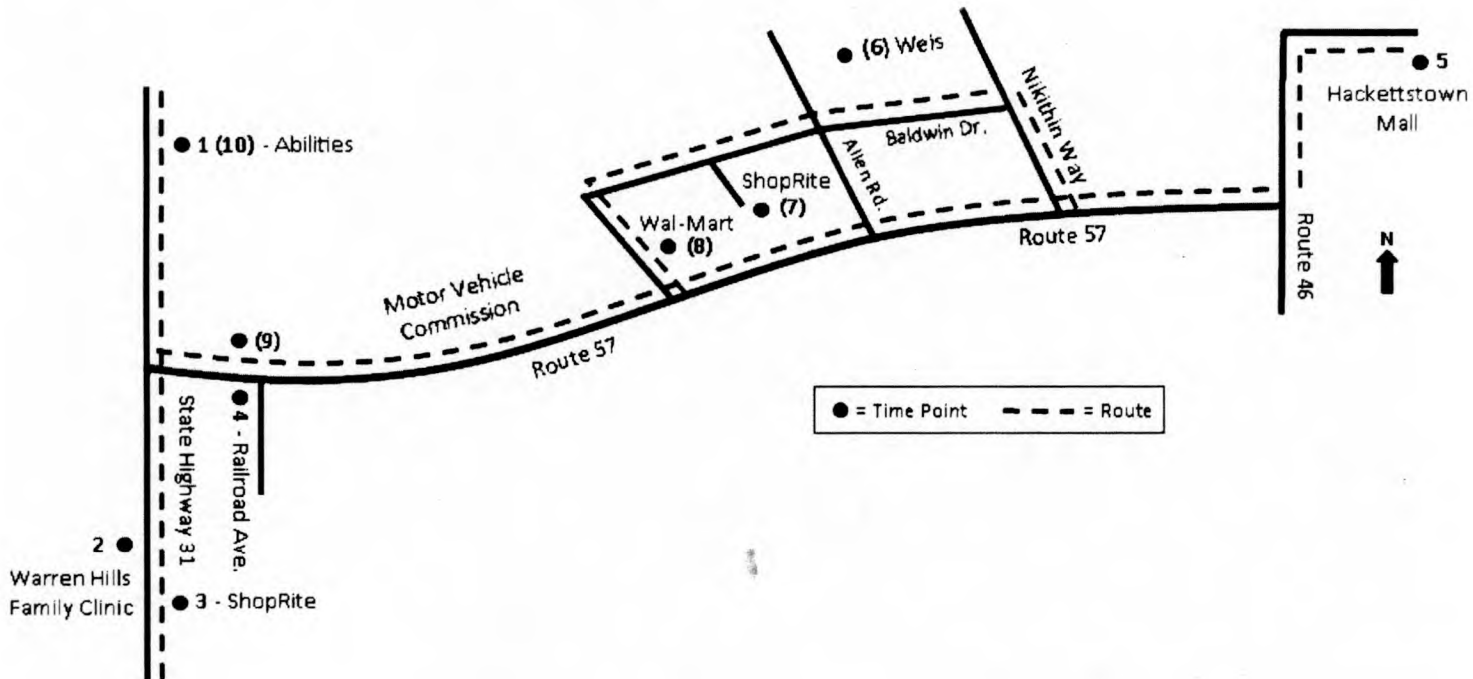 (6) Weis
5
Hackettstown
Mall
1 (10) - Abilities
Nikithin Way
Baldwin Dr.
Allen Rd.
ShopRite
(7)
Wal-Mart
(8)
Route 57
Route 46
N
Motor Vehicle
Commission
(9)
Route 57
= Time Point
= Route
4 - Railroad Ave.
State Highway 31
2
Warren Hills
Family Clinic
3 - ShopRite